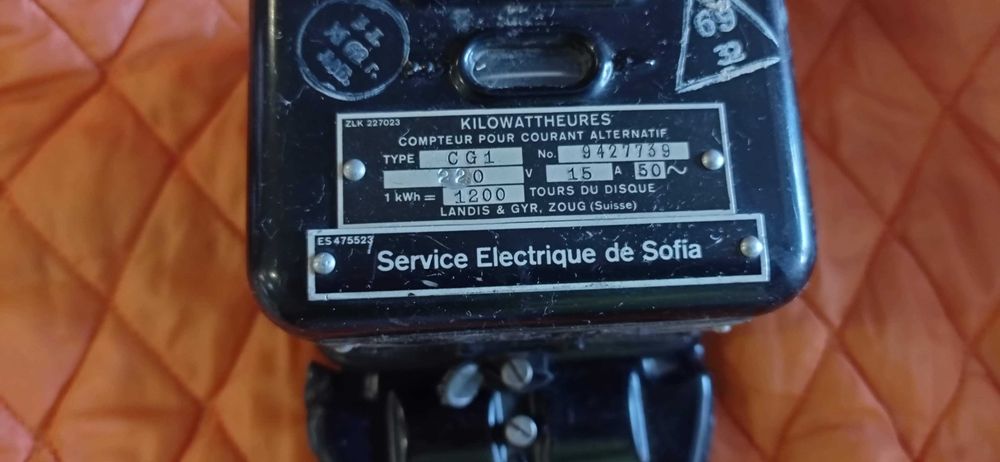 ZLK 227023
KILOWATTHEURES
COMPTEUR POUR COURANT ALTERNATIF
TYPE CG1 No. 9427739
220 V 15 A 50~
1 kWh = 1200 TOURS DU DISQUE
LANDIS & GYR, ZOUG (Suisse)
ES 475523
Service Electrique de Sofia